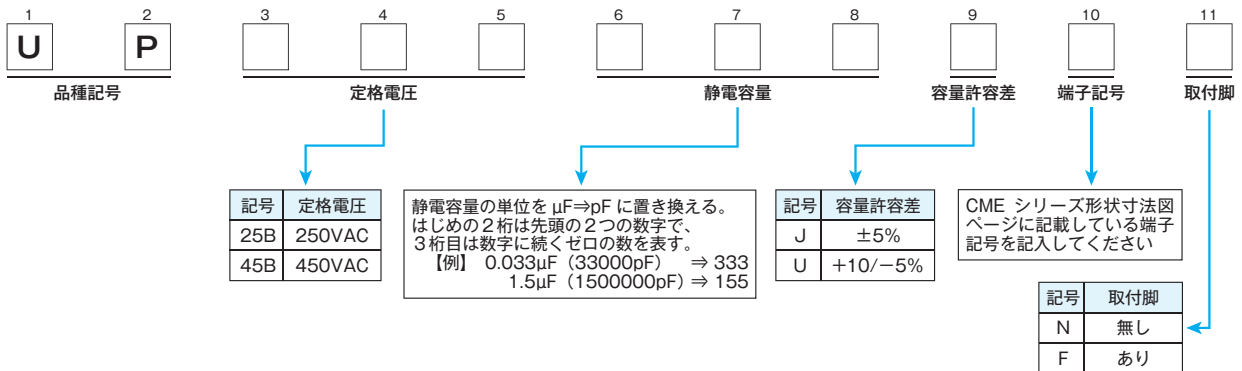 1 2 3 4 5 6 7 8 9 10 11
U P
品種記号 定格電圧 静電容量 容量許容差 端子記号 取付脚
記号 定格電圧
25B 250VAC
45B 450VAC
静電容量の単位を μF⇒pF に置き換える。
はじめの2桁は先頭の2つの数字で、
3桁目は数字に続くゼロの数を表す。
【例】 0.033μF（33000pF） ⇒ 333
1.5μF（1500000pF）⇒ 155
記号 容量許容差
J ±5%
U +10/−5%
CME シリーズ形状寸法図
ページに記載している端子
記号を記入してください
記号 取付脚
N 無し
F あり